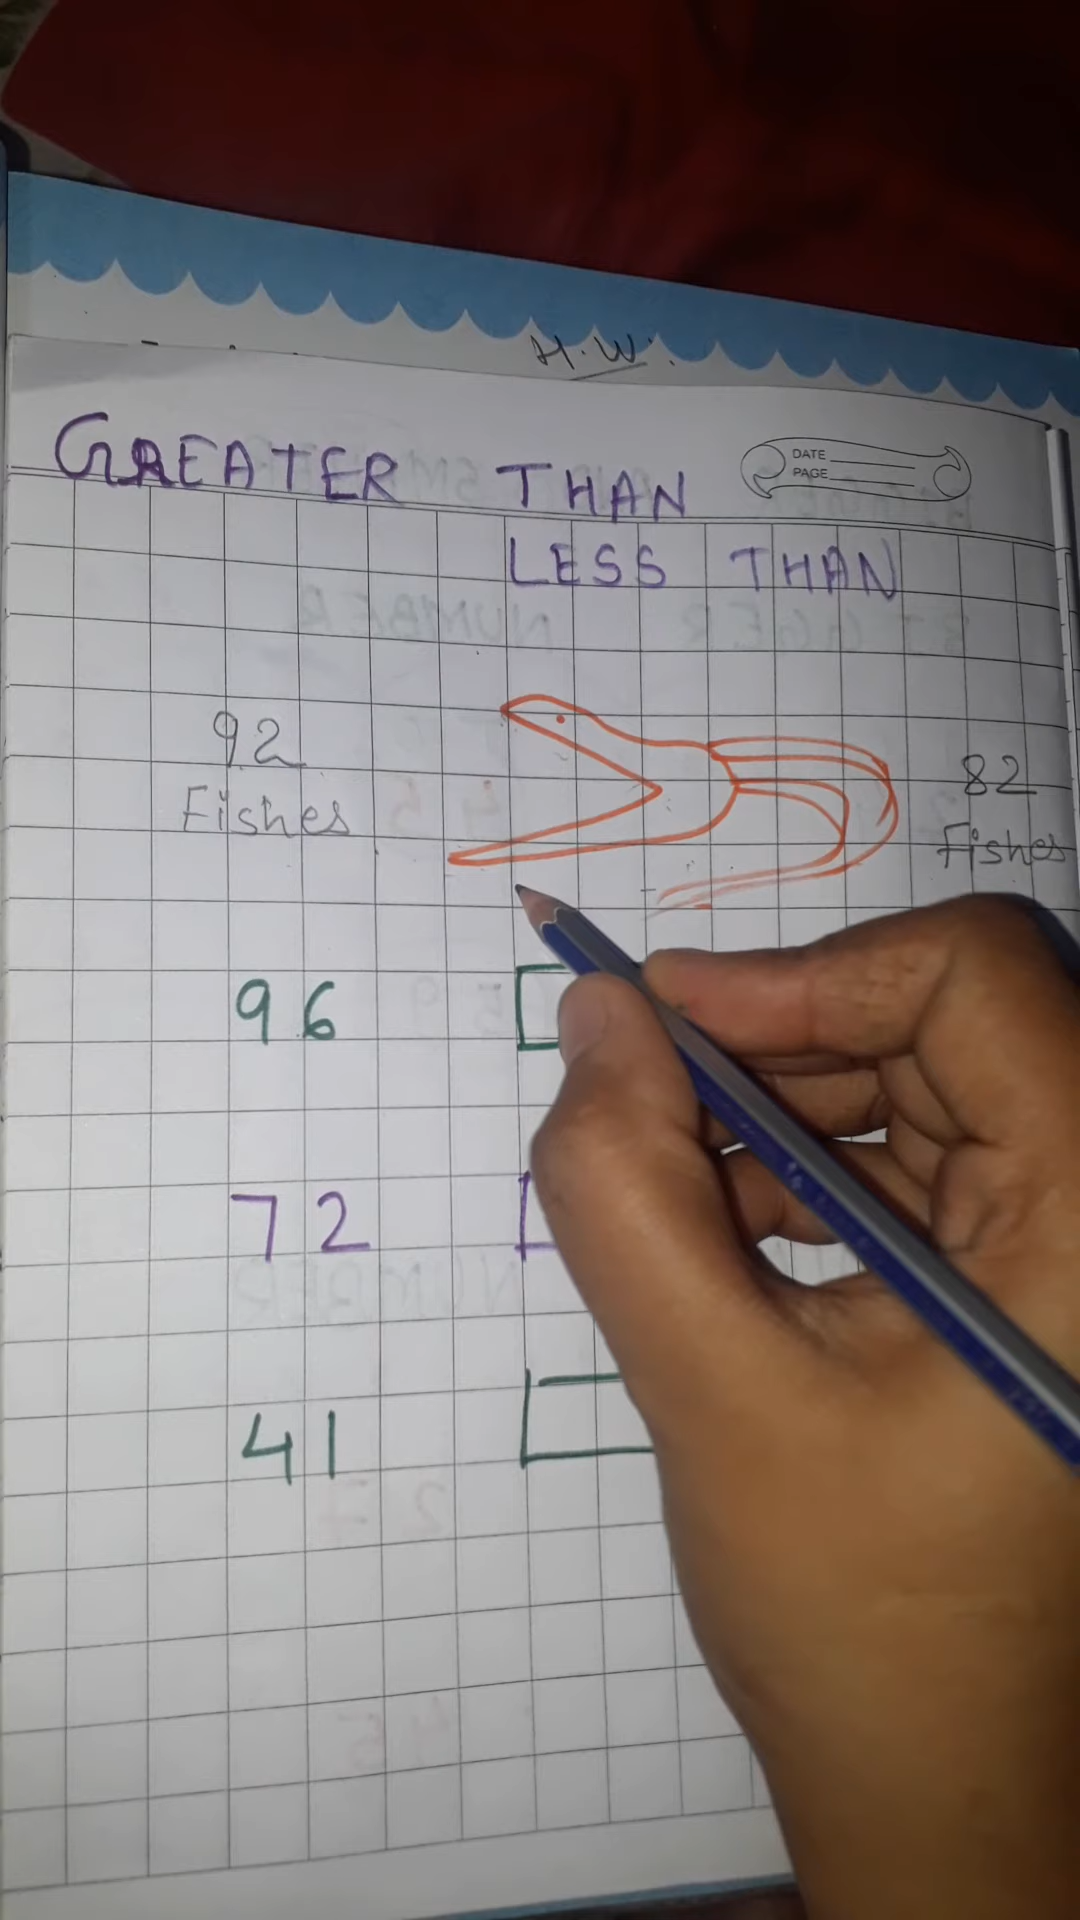 H.W.
GREATER THAN
DATE
PAGE
LESS THAN
92 82
Fishes Fishes
96
72
41